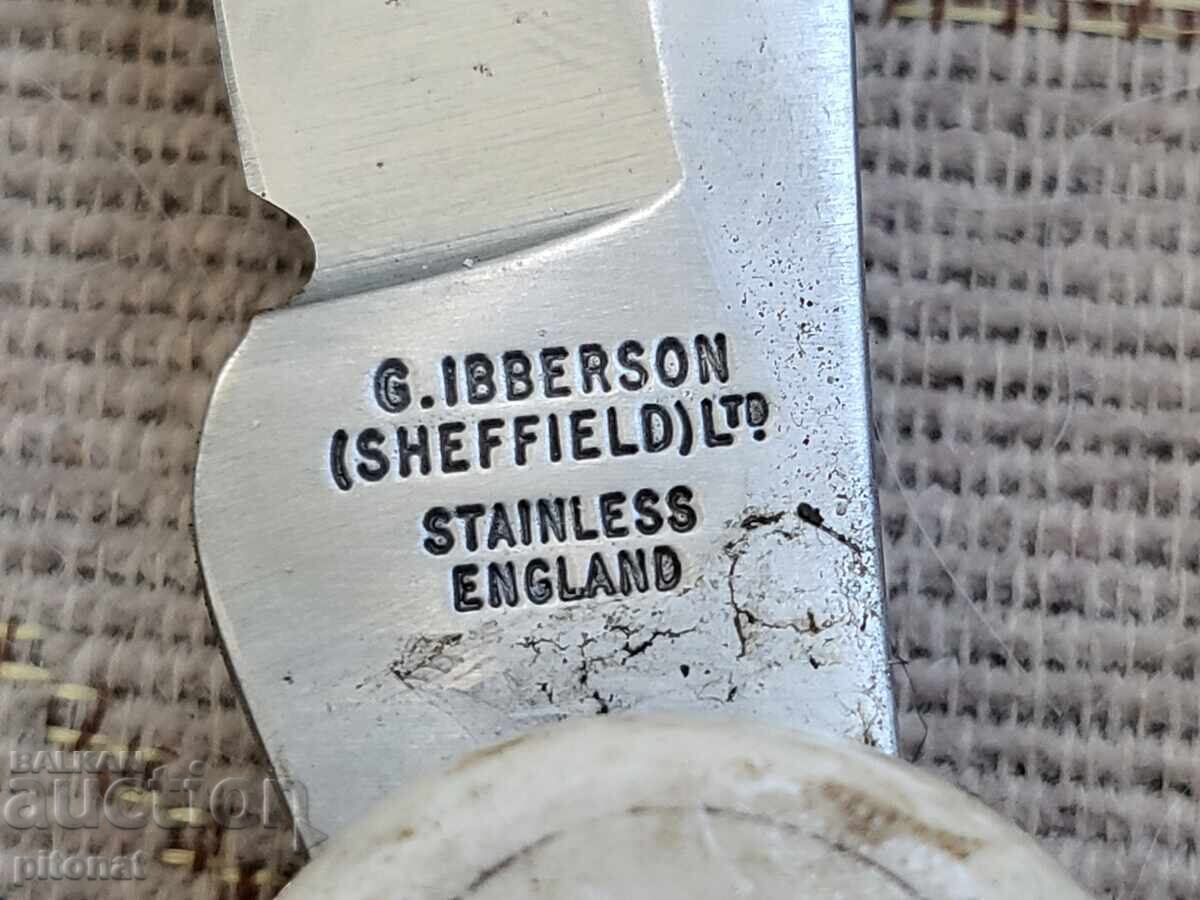 G. IBBERSON
(SHEFFIELD) LTD.
STAINLESS
ENGLAND
BALKAN
auction
pitonat